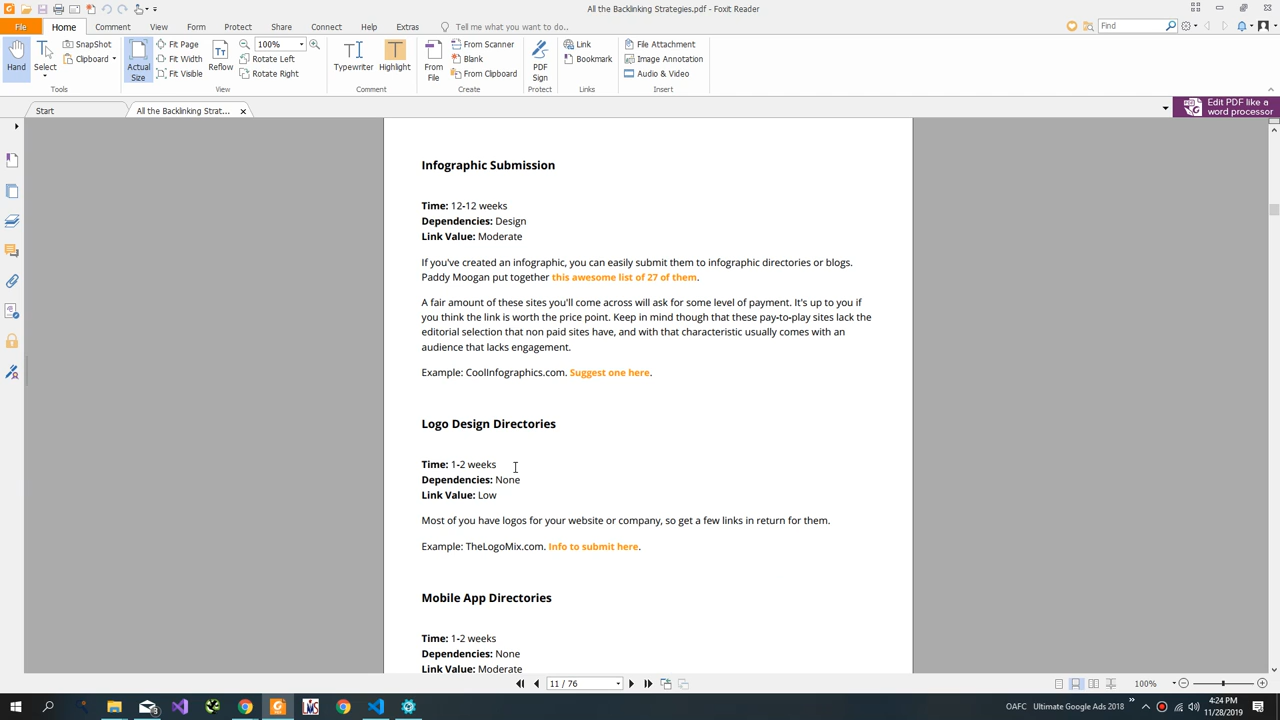 All the Backlinking Strategies.pdf - Foxit Reader
File Home Comment View Form Protect Share Connect Help Extras Tell me what you want to do.. Find
Hand Select SnapShot Clipboard Actual Size Fit Page Fit Width Fit Visible Reflow 100% Rotate Left Rotate Right Typewriter Highlight From File From Scanner Blank From Clipboard PDF Sign Link Bookmark File Attachment Image Annotation Audio & Video
Tools View Comment Create Protect Links Insert
Start All the Backlinking Strat... Edit PDF like a word processor
Infographic Submission
Time: 12-12 weeks
Dependencies: Design
Link Value: Moderate
If you've created an infographic, you can easily submit them to infographic directories or blogs.
Paddy Moogan put together this awesome list of 27 of them.
A fair amount of these sites you'll come across will ask for some level of payment. It's up to you if
you think the link is worth the price point. Keep in mind though that these pay-to-play sites lack the
editorial selection that non paid sites have, and with that characteristic usually comes with an
audience that lacks engagement.
Example: CoolInfographics.com. Suggest one here.
Logo Design Directories
Time: 1-2 weeks
Dependencies: None
Link Value: Low
Most of you have logos for your website or company, so get a few links in return for them.
Example: TheLogoMix.com. Info to submit here.
Mobile App Directories
Time: 1-2 weeks
Dependencies: None
Link Value: Moderate
11 / 76 100%
OAFC Ultimate Google Ads 2018 4:24 PM
11/28/2019